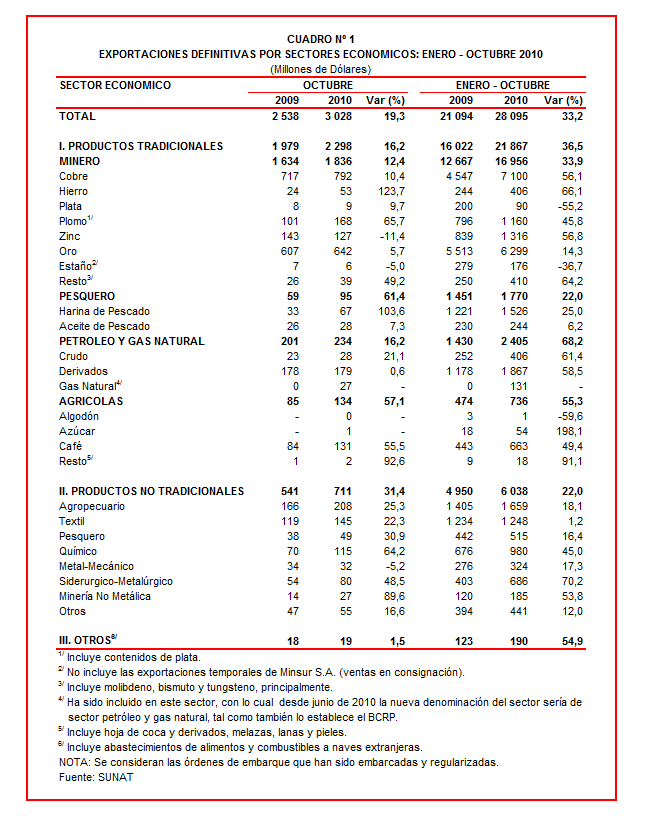 CUADRO Nº 1
EXPORTACIONES DEFINITIVAS POR SECTORES ECONOMICOS: ENERO - OCTUBRE 2010
(Millones de Dólares)
SECTOR ECONOMICO OCTUBRE ENERO - OCTUBRE
2009 2010 Var (%) 2009 2010 Var (%)
TOTAL 2 538 3 028 19,3 21 094 28 095 33,2
I. PRODUCTOS TRADICIONALES 1 979 2 298 16,2 16 022 21 867 36,5
MINERO 1 634 1 836 12,4 12 667 16 956 33,9
Cobre 717 792 10,4 4 547 7 100 56,1
Hierro 24 53 123,7 244 406 66,1
Plata 8 9 9,7 200 90 -55,2
Plomo1/ 101 168 65,7 796 1 160 45,8
Zinc 143 127 -11,4 839 1 316 56,8
Oro 607 642 5,7 5 513 6 299 14,3
Estaño2/ 7 6 -5,0 279 176 -36,7
Resto3/ 26 39 49,2 250 410 64,2
PESQUERO 59 95 61,4 1 451 1 770 22,0
Harina de Pescado 33 67 103,6 1 221 1 526 25,0
Aceite de Pescado 26 28 7,3 230 244 6,2
PETROLEO Y GAS NATURAL 201 234 16,2 1 430 2 405 68,2
Crudo 23 28 21,1 252 406 61,4
Derivados 178 179 0,6 1 178 1 867 58,5
Gas Natural4/ 0 27 - 0 131 -
AGRICOLAS 85 134 57,1 474 736 55,3
Algodón - 0 - 3 1 -59,6
Azúcar - 1 - 18 54 198,1
Café 84 131 55,5 443 663 49,4
Resto5/ 1 2 92,6 9 18 91,1
II. PRODUCTOS NO TRADICIONALES 541 711 31,4 4 950 6 038 22,0
Agropecuario 166 208 25,3 1 405 1 659 18,1
Textil 119 145 22,3 1 234 1 248 1,2
Pesquero 38 49 30,9 442 515 16,4
Químico 70 115 64,2 676 980 45,0
Metal-Mecánico 34 32 -5,2 276 324 17,3
Siderurgico-Metalúrgico 54 80 48,5 403 686 70,2
Minería No Metálica 14 27 89,6 120 185 53,8
Otros 47 55 16,6 394 441 12,0
III. OTROS6/ 18 19 1,5 123 190 54,9
1/ Incluye contenidos de plata.
2/ No incluye las exportaciones temporales de Minsur S.A. (ventas en consignación).
3/ Incluye molibdeno, bismuto y tungsteno, principalmente.
4/ Ha sido incluido en este sector, con lo cual desde junio de 2010 la nueva denominación del sector sería de
sector petróleo y gas natural, tal como también lo establece el BCRP.
5/ Incluye hoja de coca y derivados, melazas, lanas y pieles.
6/ Incluye abastecimientos de alimentos y combustibles a naves extranjeras.
NOTA: Se consideran las órdenes de embarque que han sido embarcadas y regularizadas.
Fuente: SUNAT